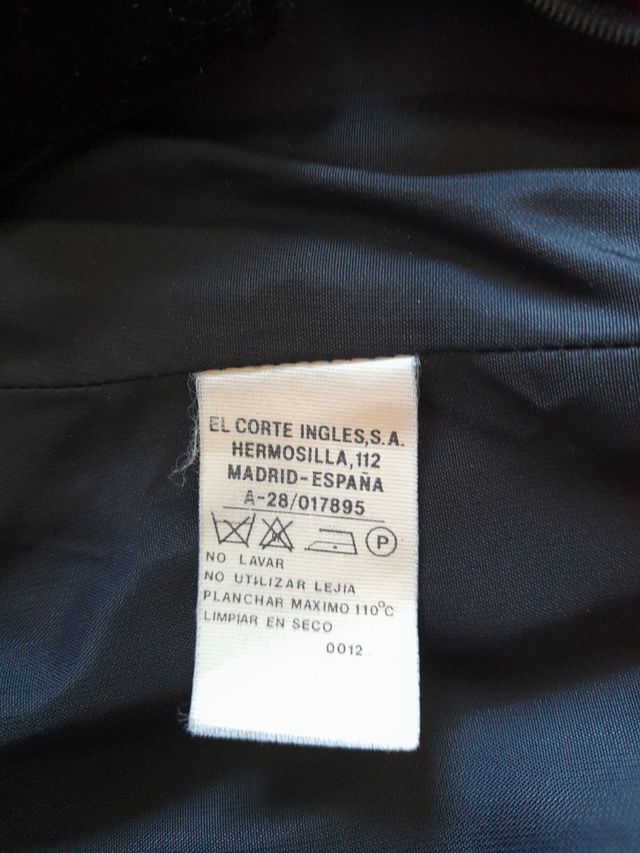 EL CORTE INGLES, S.A.
HERMOSILLA, 112
MADRID-ESPAÑA
A-28/017895
P
NO LAVAR
NO UTILIZAR LEJIA
PLANCHAR MAXIMO 110°C
LIMPIAR EN SECO
0012